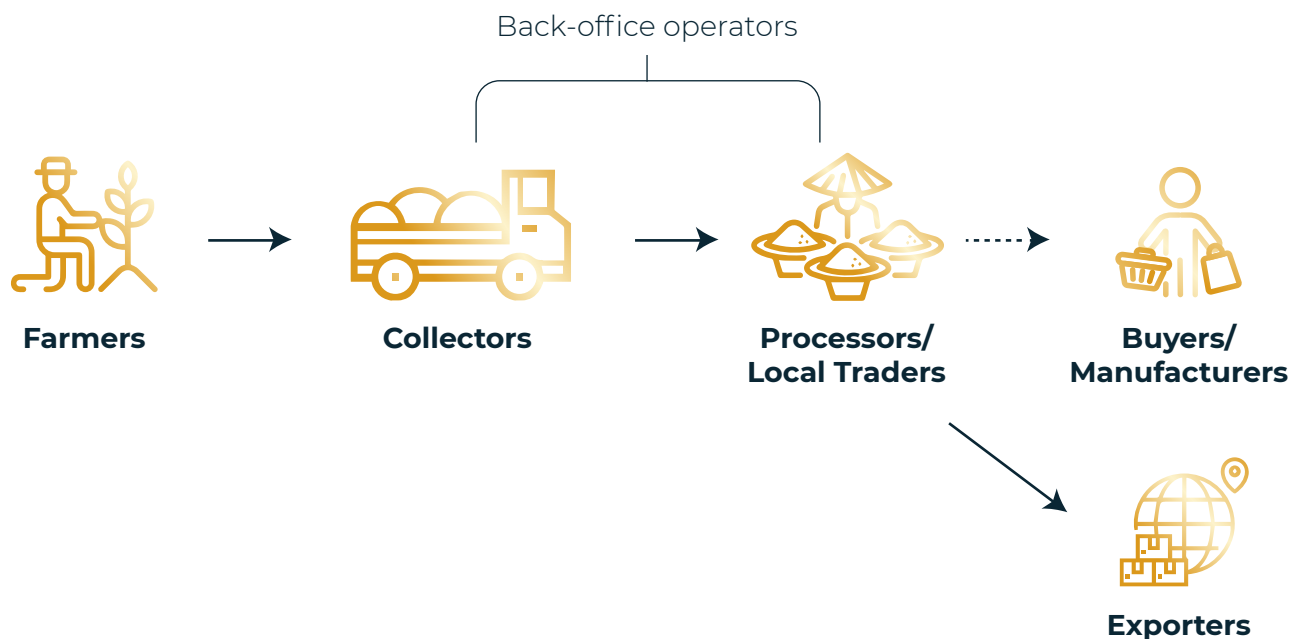 Back-office operators
Farmers
Collectors
Processors/
Local Traders
Buyers/
Manufacturers
Exporters